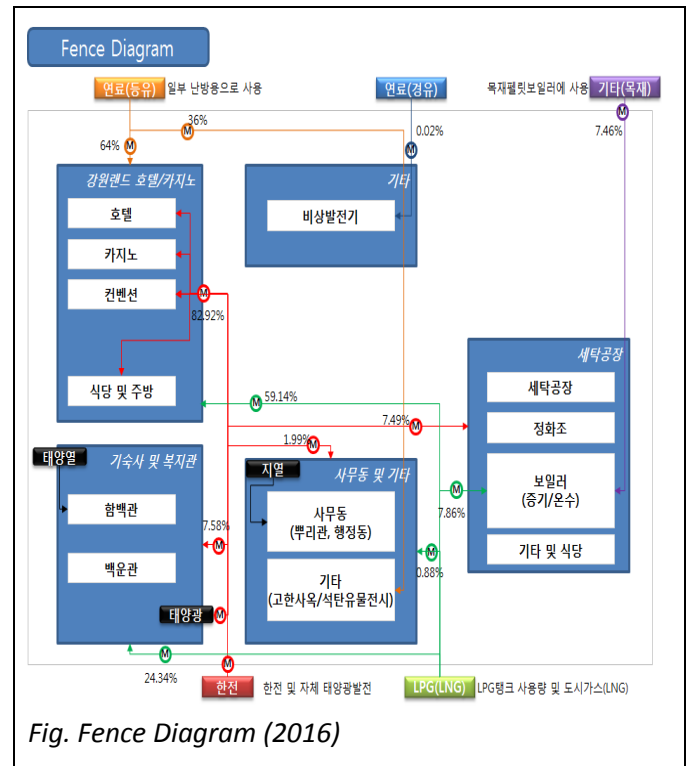 Fence Diagram
연료(등유) 일부 난방용으로 사용
연료(경유)
목재펠릿보일러에 사용 기타(목재)
36%
0.02%
7.46%
64%
M
M
M
M
강원랜드 호텔/카지노
호텔
카지노
컨벤션
식당 및 주방
기타
비상발전기
M
82.92%
세탁공장
세탁공장
정화조
보일러
(증기/온수)
기타 및 식당
M
59.14%
7.49%
M
1.99%
M
태양열
기숙사 및 복지관
함백관
백운관
지열
사무동 및 기타
사무동
(뿌리관, 행정동)
기타
(고한사옥/석탄유물전시)
M
7.86%
7.58%
M
M
0.88%
태양광
M
M
24.34%
M
한전
한전 및 자체 태양광발전
LPG(LNG)
LPG탱크 사용량 및 도시가스(LNG)
Fig. Fence Diagram (2016)